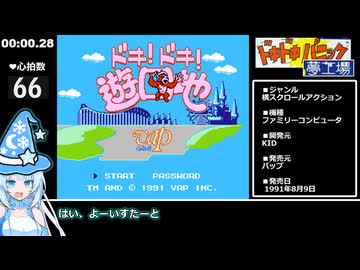 00:00.28
❤心拍数
66
ドキ!ドキ!
遊園地
vap
GAME
▶START PASSWORD
TM AND © 1991 VAP INC.
ドキドキパニック
夢工場
■ジャンル
横スクロールアクション
■機種
ファミリーコンピュータ
■開発元
KID
■発売元
バップ
■発売日
1991年8月9日
はい、よーいすたーと